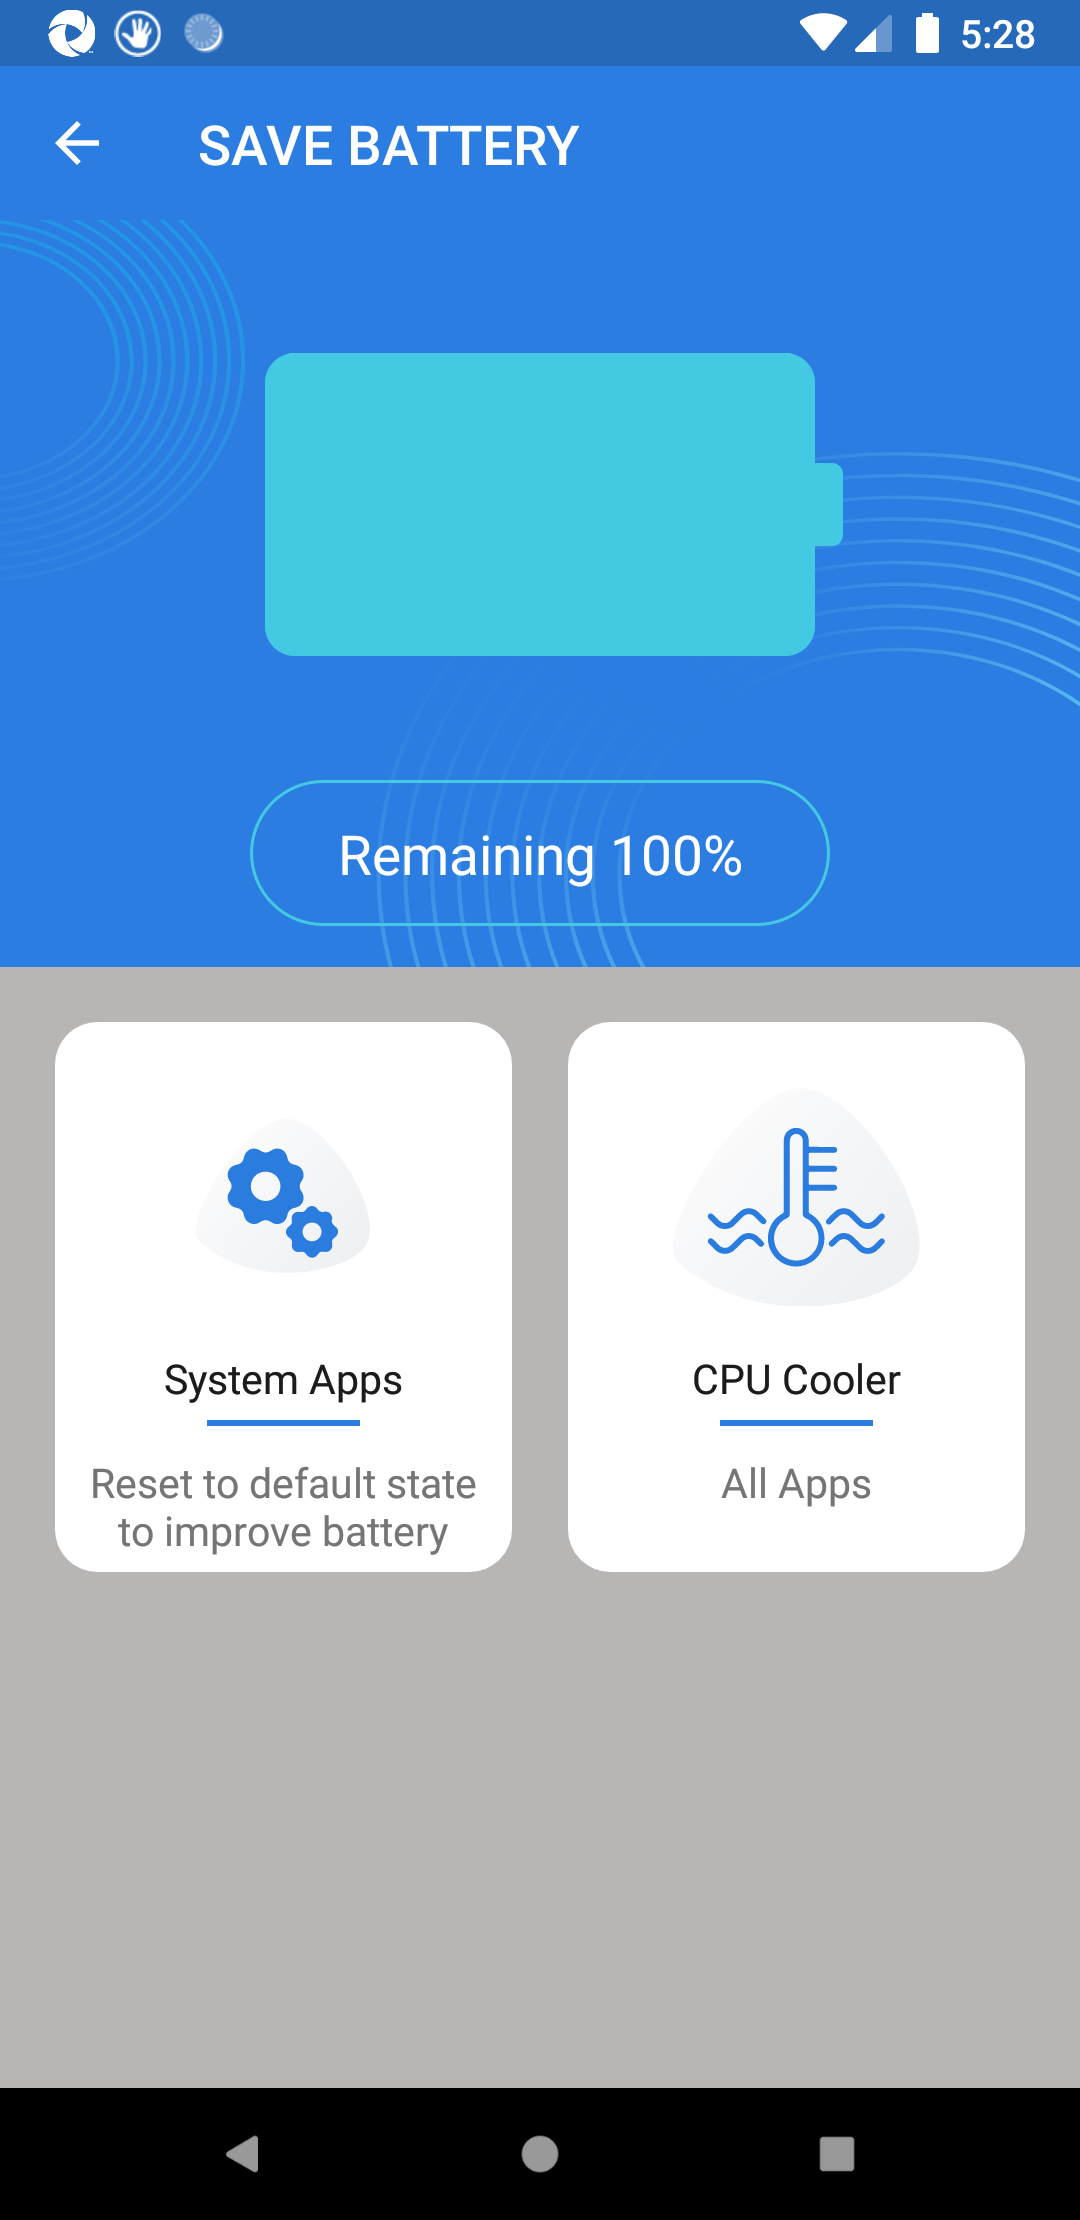 5:28
SAVE BATTERY
Remaining 100%
System Apps
Reset to default state
to improve battery
CPU Cooler
All Apps